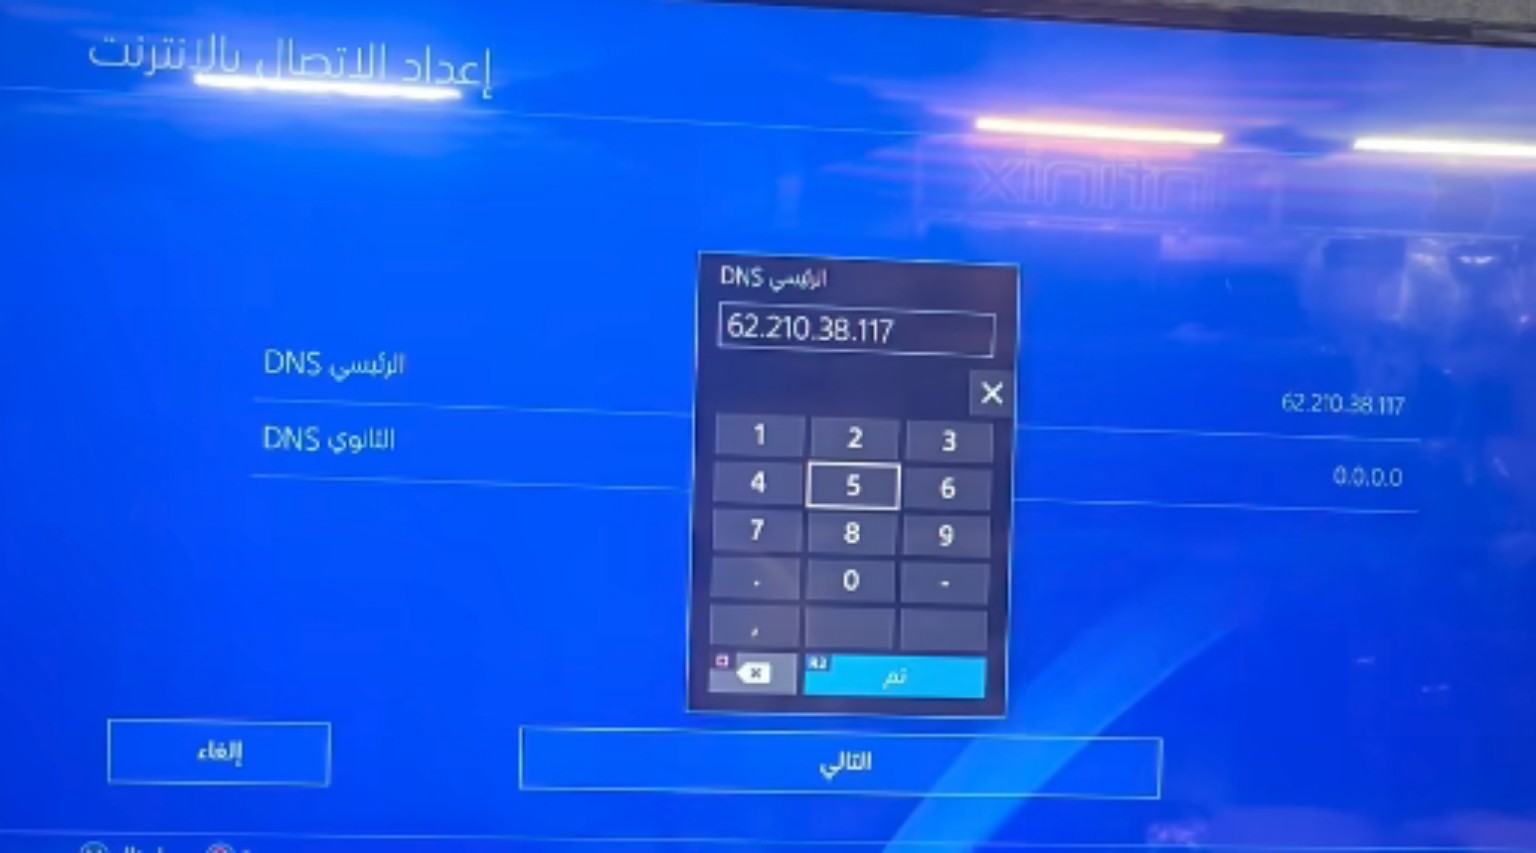 إعداد الاتصال بالإنترنت
DNS الرئيسي
62.210.38.117
DNS الرئيسي
62.210.38.117
DNS الثانوي
0.0.0.0
1 2 3
4 5 6
7 8 9
. 0 -
,
R2 تم
إلغاء
التالي